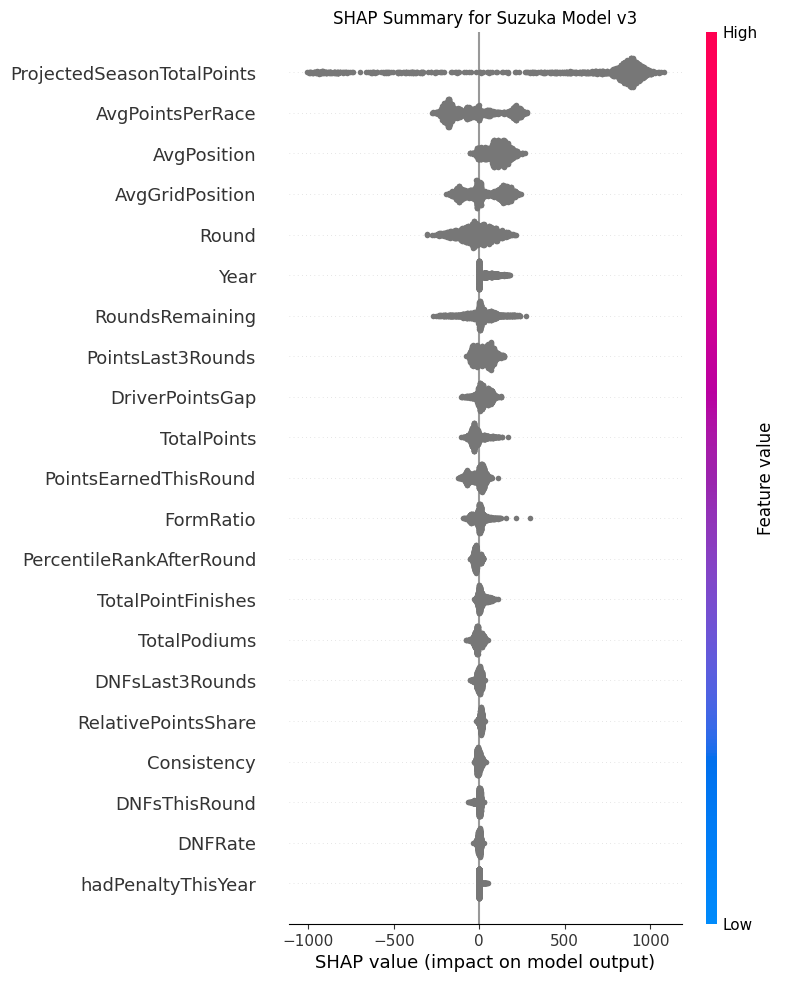 SHAP Summary for Suzuka Model v3
High
ProjectedSeasonTotalPoints
AvgPointsPerRace
AvgPosition
AvgGridPosition
Round
Year
RoundsRemaining
PointsLast3Rounds
DriverPointsGap
TotalPoints
PointsEarnedThisRound
FormRatio
PercentileRankAfterRound
TotalPointFinishes
TotalPodiums
DNFsLast3Rounds
RelativePointsShare
Consistency
DNFsThisRound
DNFRate
hadPenaltyThisYear
Feature value
Low
−1000 −500 0 500 1000
SHAP value (impact on model output)